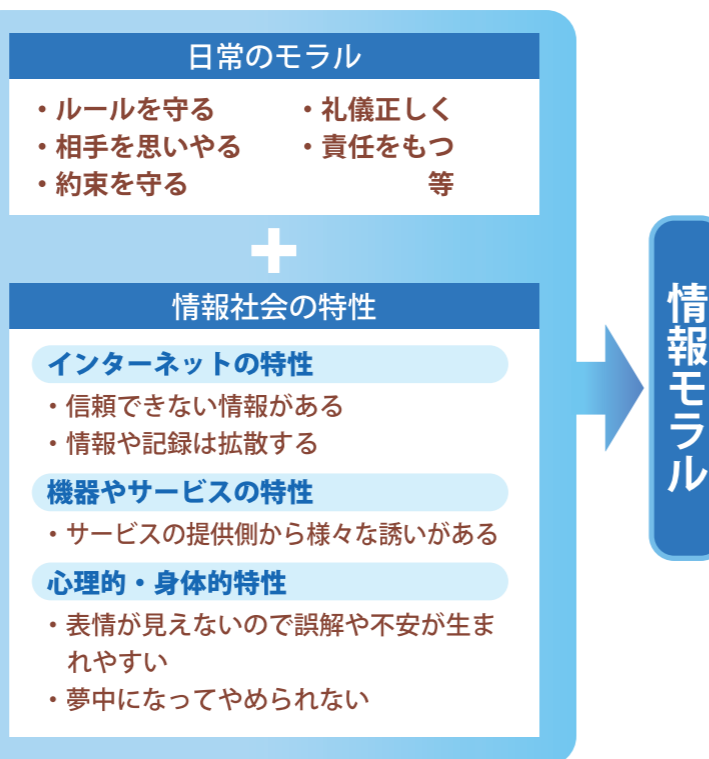 日常のモラル
・ルールを守る
・相手を思いやる
・約束を守る
・礼儀正しく
・責任をもつ
等
+
情報社会の特性
インターネットの特性
・信頼できない情報がある
・情報や記録は拡散する
機器やサービスの特性
・サービスの提供側から様々な誘いがある
心理的・身体的特性
・表情が見えないので誤解や不安が生ま
れやすい
・夢中になってやめられない
情報モラル